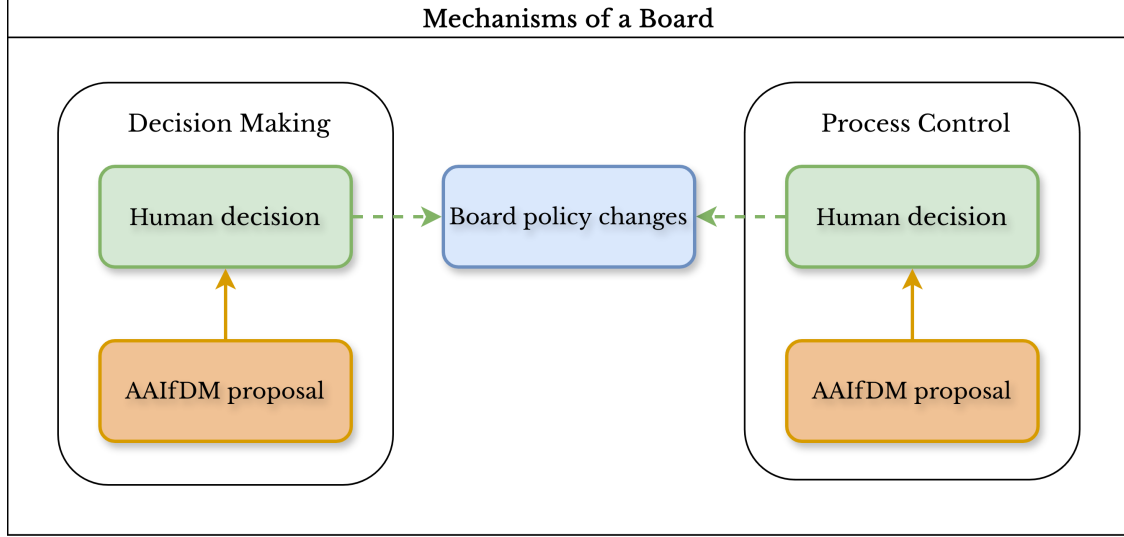 Mechanisms of a Board
Decision Making
Process Control
Human decision
Board policy changes
Human decision
AAIfDM proposal
AAIfDM proposal